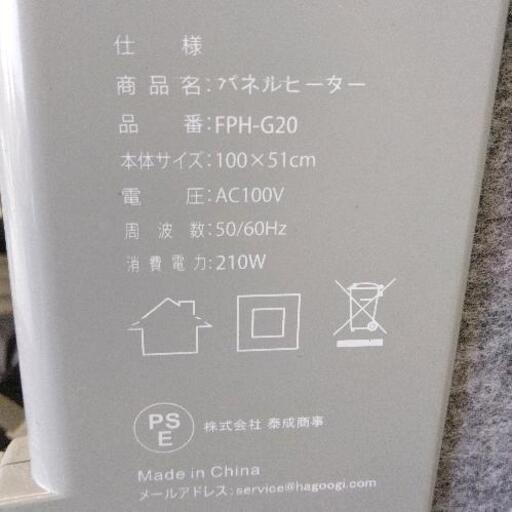 仕 様
商品名:パネルヒーター
品 番:FPH-G20
本体サイズ:100×51cm
電 圧:AC100V
周波数:50/60Hz
消費電力:210W
PS
E
株式会社 泰成商事
Made in China
メールアドレス:service@hagoogi.com